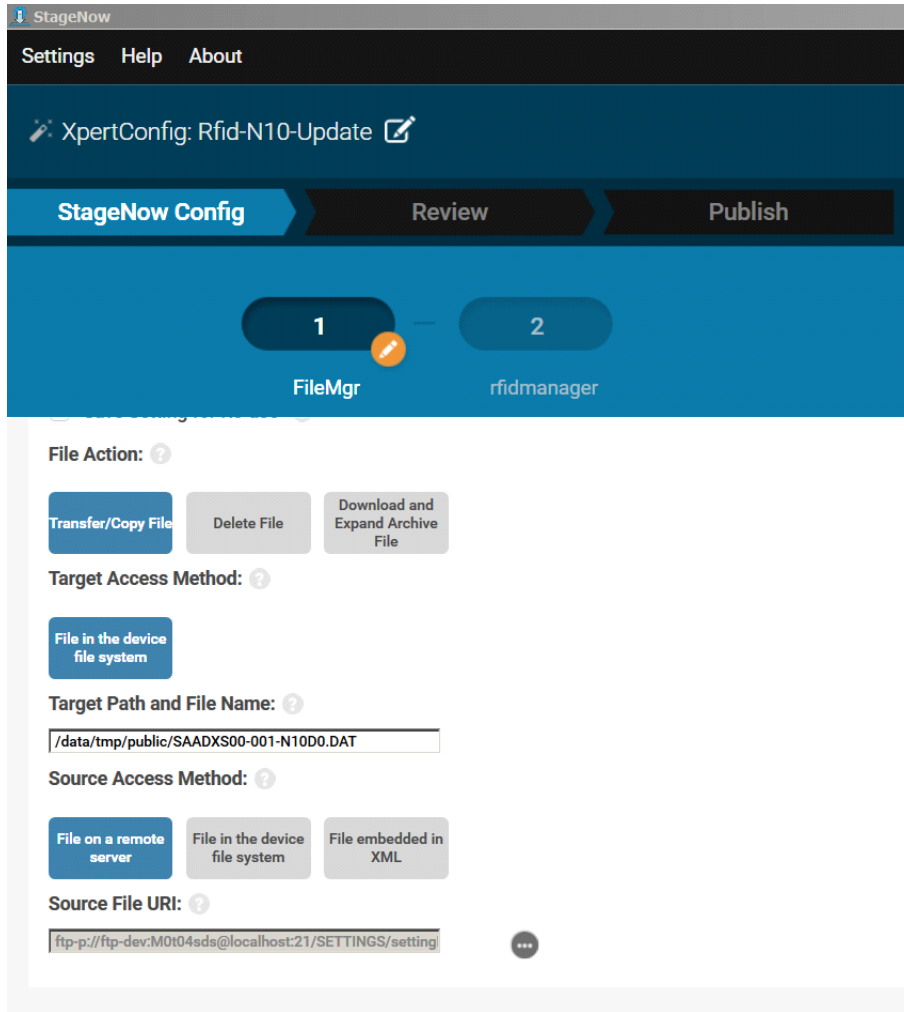 StageNow
Settings Help About
XpertConfig: Rfid-N10-Update
StageNow Config Review Publish
1 2
FileMgr rfidmanager
File Action: ?
Transfer/Copy File Delete File Download and
Expand Archive
File
Target Access Method: ?
File in the device
file system
Target Path and File Name: ?
/data/tmp/public/SAADXS00-001-N10D0.DAT
Source Access Method: ?
File on a remote
server File in the device
file system File embedded in
XML
Source File URI: ?
ftp-p://ftp-dev:M0t04sds@localhost:21/SETTINGS/setting